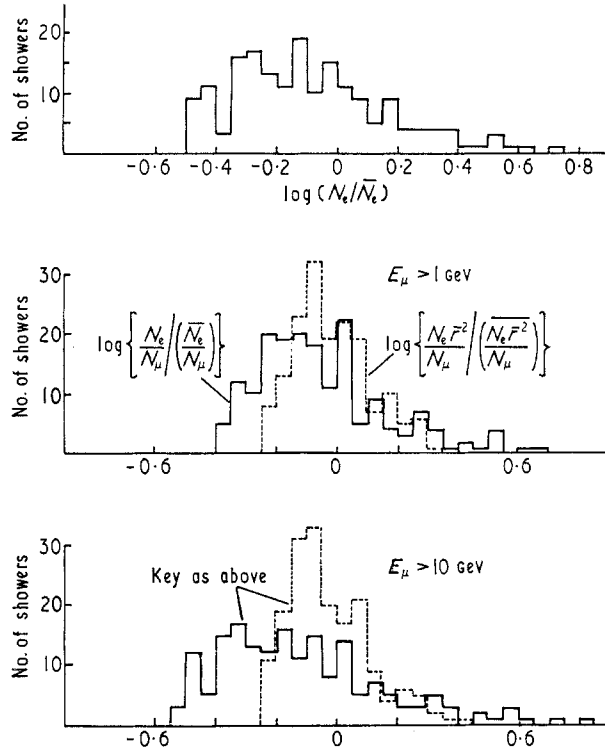 No. of showers
20
10
-0·6 -0·4 -0·2 0 0·2 0·4 0·6 0·8
log (Ne/N̅e)
No. of showers
30
20
10
Eμ > 1 GeV
log{Ne/Nμ / (N̅e/Nμ)}
log{Ne r̅²/Nμ / (Ne r̅²/Nμ)}
-0·6 0 0·6
No. of showers
30
20
10
Key as above
Eμ > 10 GeV
-0·6 0 0·6